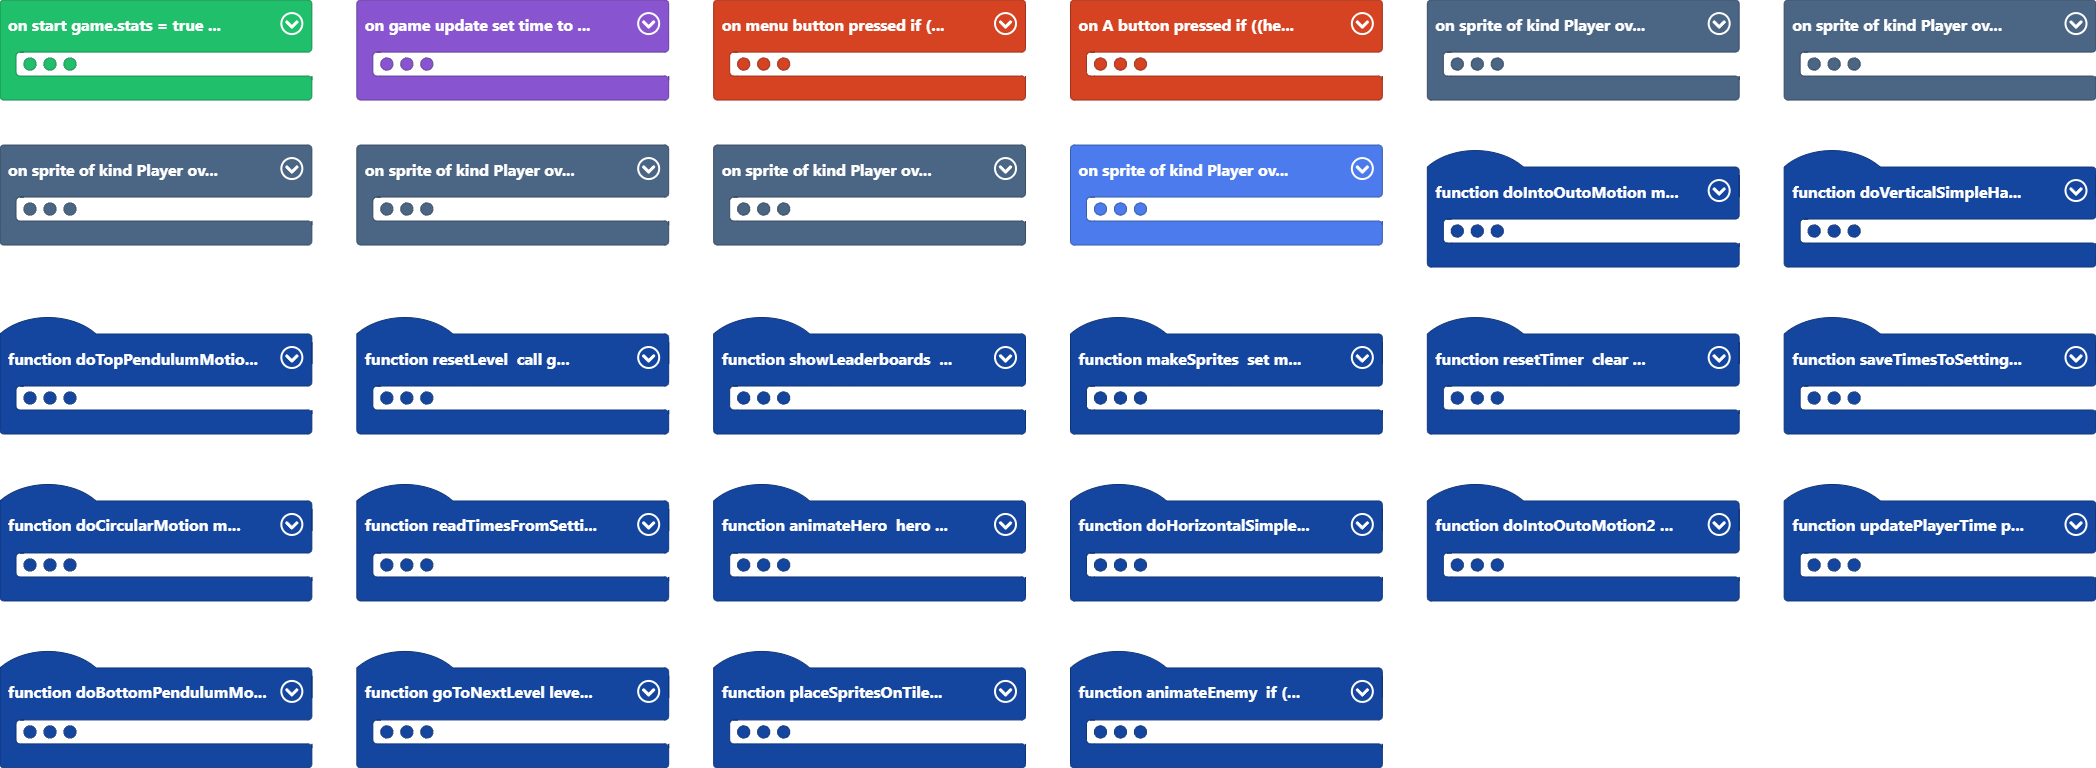 on start game.stats = true ...
on game update set time to ...
on menu button pressed if (...
on A button pressed if ((he...
on sprite of kind Player ov...
on sprite of kind Player ov...
on sprite of kind Player ov...
on sprite of kind Player ov...
on sprite of kind Player ov...
on sprite of kind Player ov...
function doIntoOutoMotion m...
function doVerticalSimpleHa...
function doTopPendulumMotio...
function resetLevel  call g...
function showLeaderboards  ...
function makeSprites  set m...
function resetTimer  clear ...
function saveTimesToSetting...
function doCircularMotion m...
function readTimesFromSetti...
function animateHero  hero ...
function doHorizontalSimple...
function doIntoOutoMotion2 ...
function updatePlayerTime p...
function doBottomPendulumMo...
function goToNextLevel leve...
function placeSpritesOnTile...
function animateEnemy  if (...